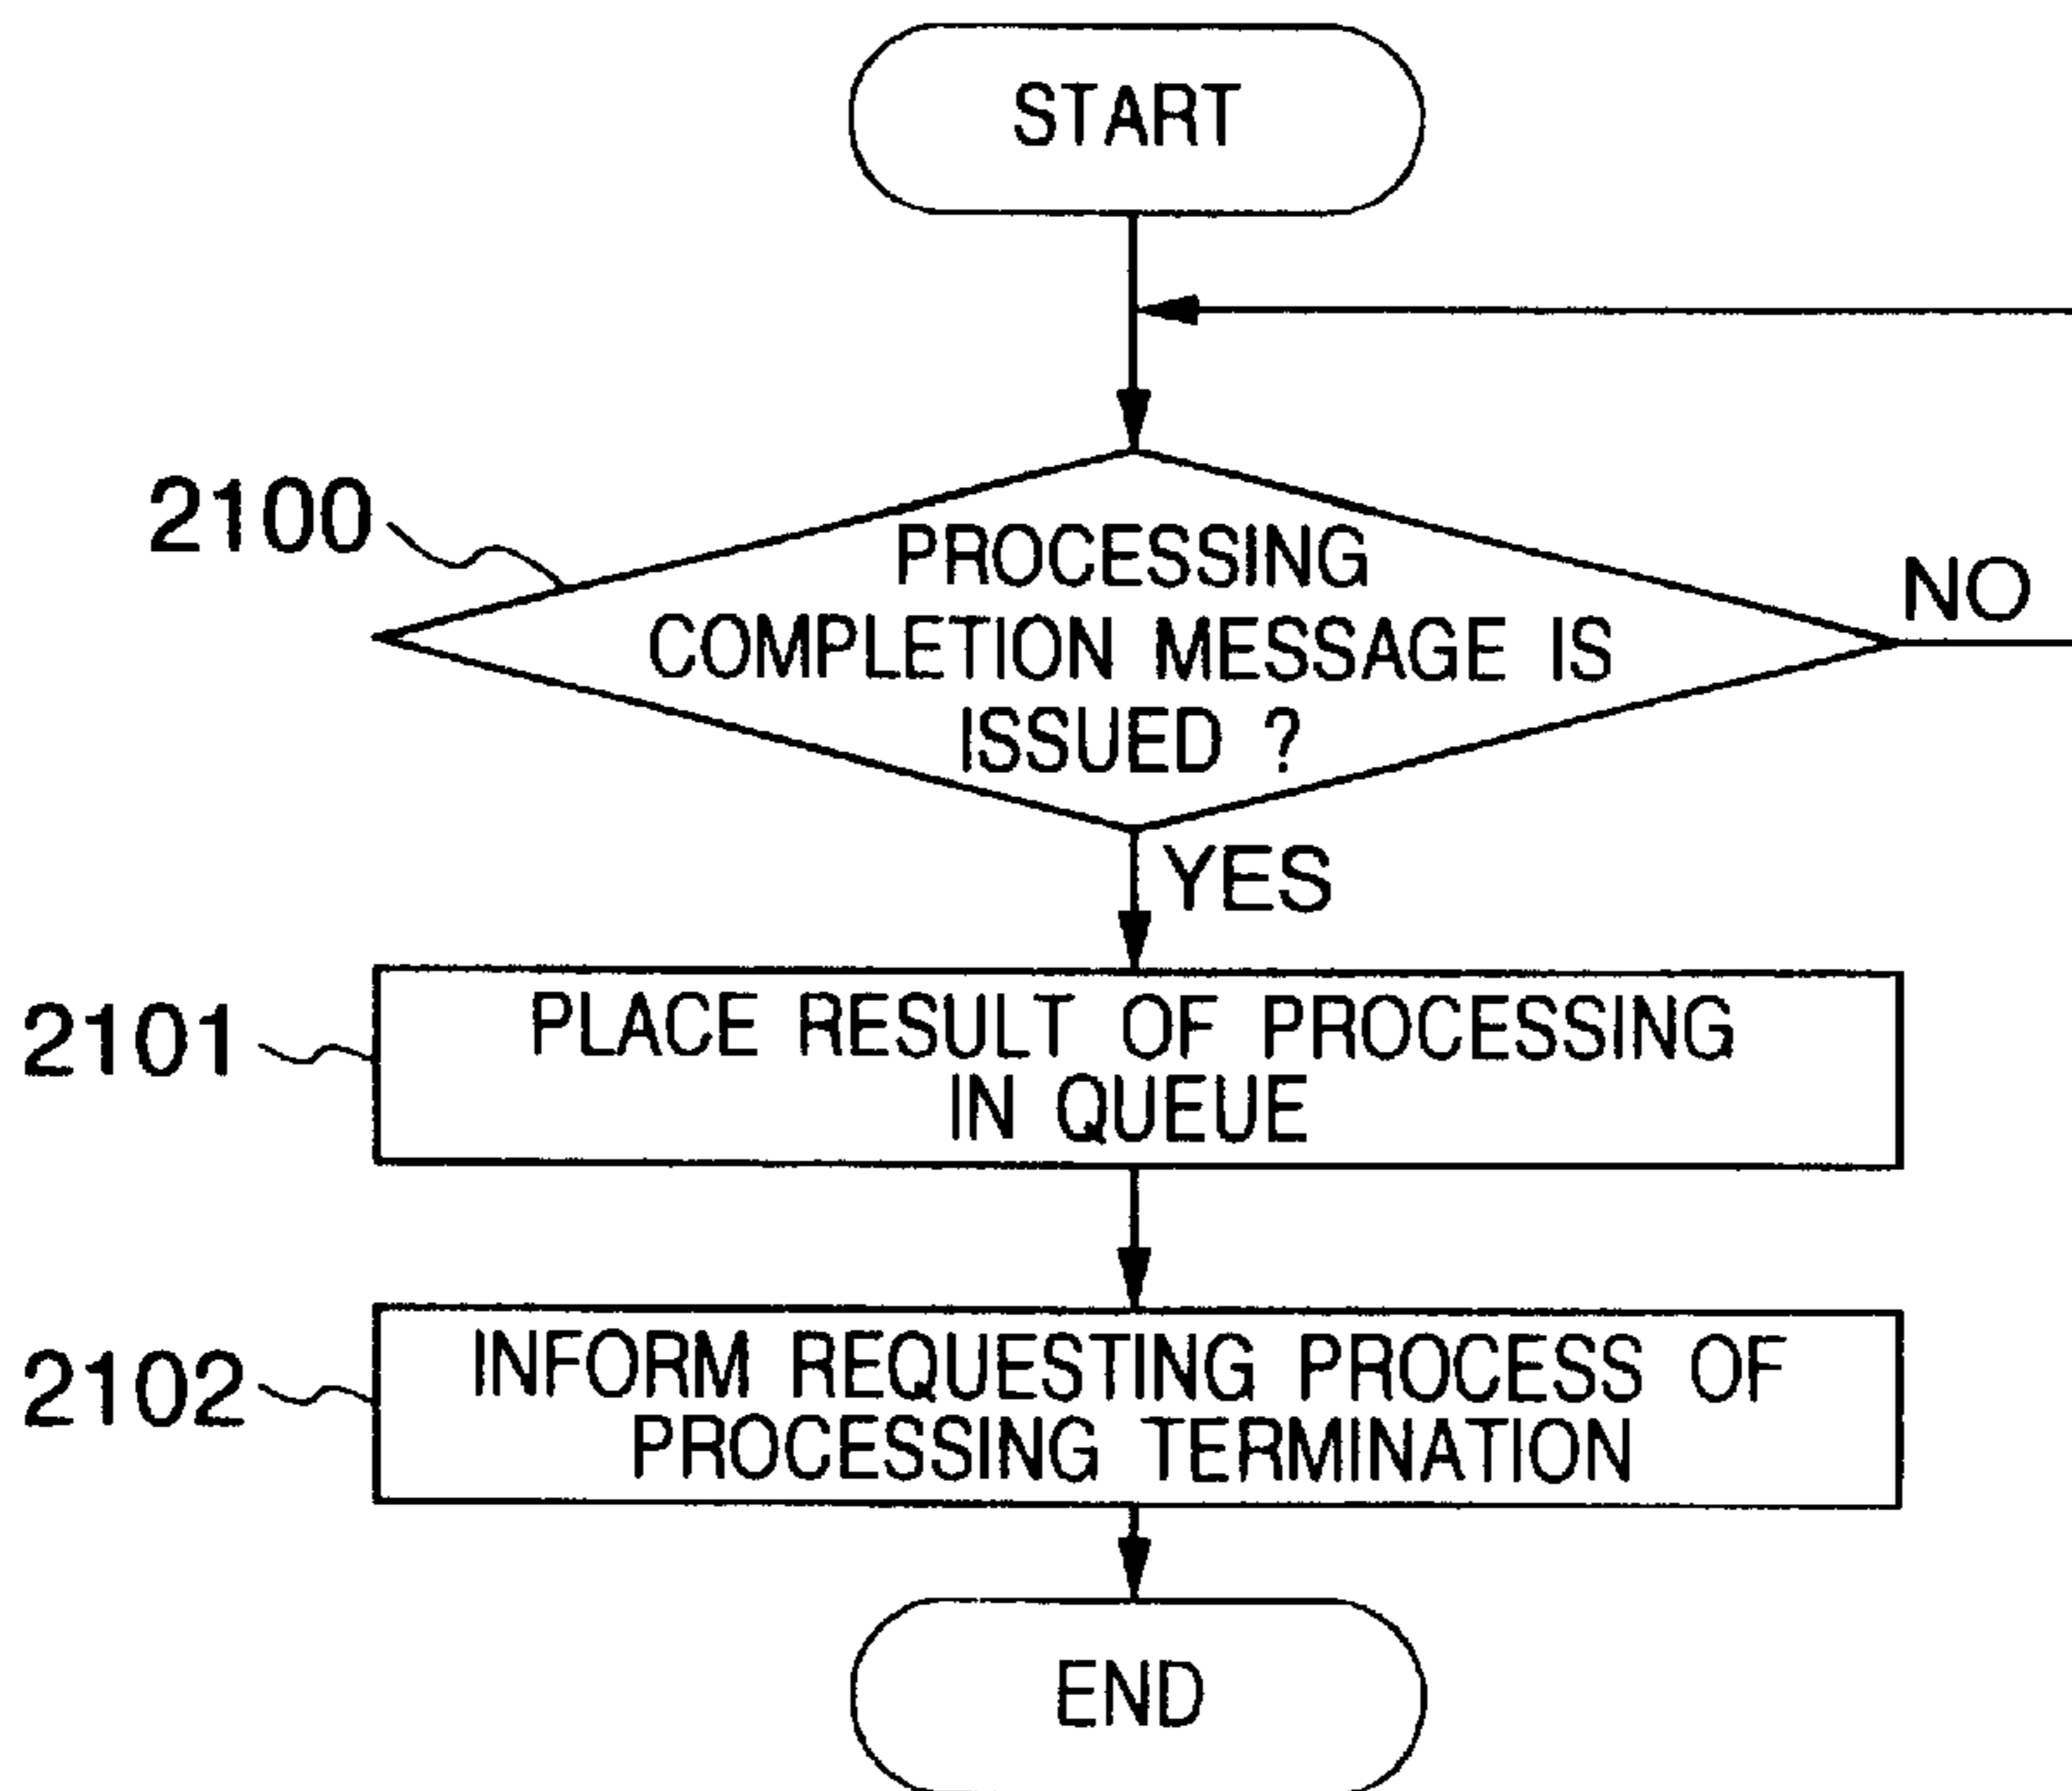 START
2100
PROCESSING
COMPLETION MESSAGE IS
ISSUED ?
NO
YES
2101
PLACE RESULT OF PROCESSING
IN QUEUE
2102
INFORM REQUESTING PROCESS OF
PROCESSING TERMINATION
END